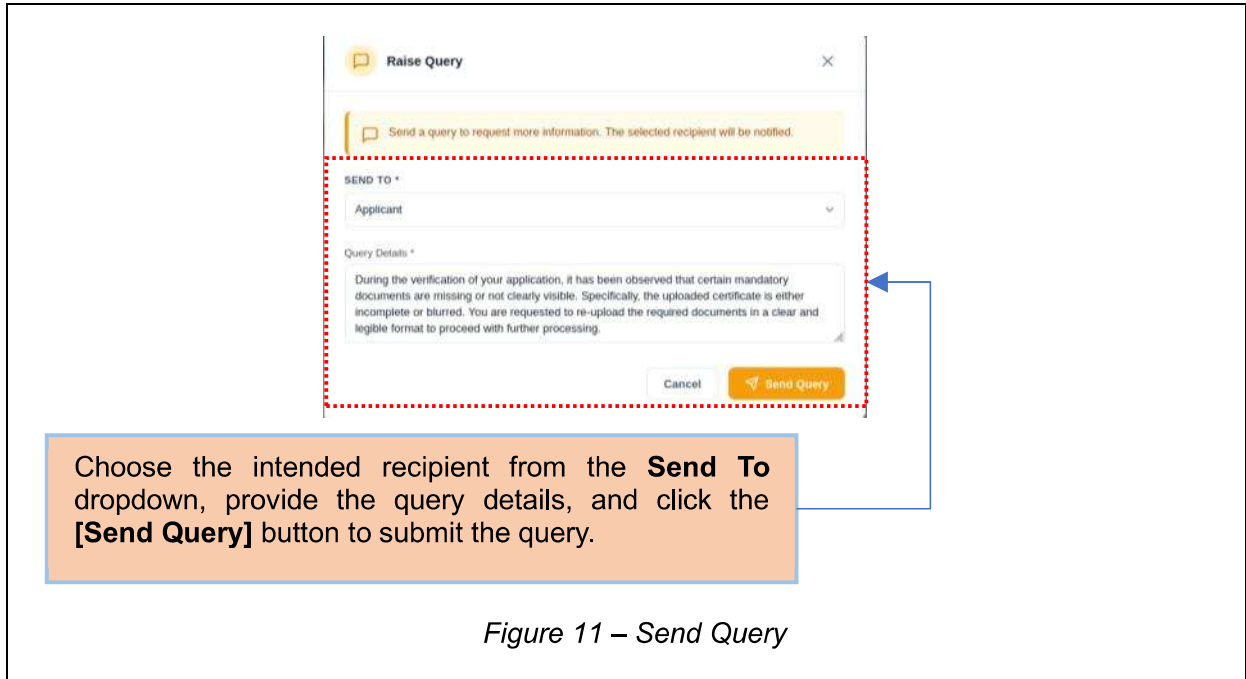 Raise Query
Send a query to request more information. The selected recipient will be notified.
SEND TO *
Applicant
Query Details *
During the verification of your application, it has been observed that certain mandatory
documents are missing or not clearly visible. Specifically, the uploaded certificate is either
incomplete or blurred. You are requested to re-upload the required documents in a clear and
legible format to proceed with further processing.
Cancel
Send Query
Choose the intended recipient from the Send To
dropdown, provide the query details, and click the
[Send Query] button to submit the query.
Figure 11 – Send Query